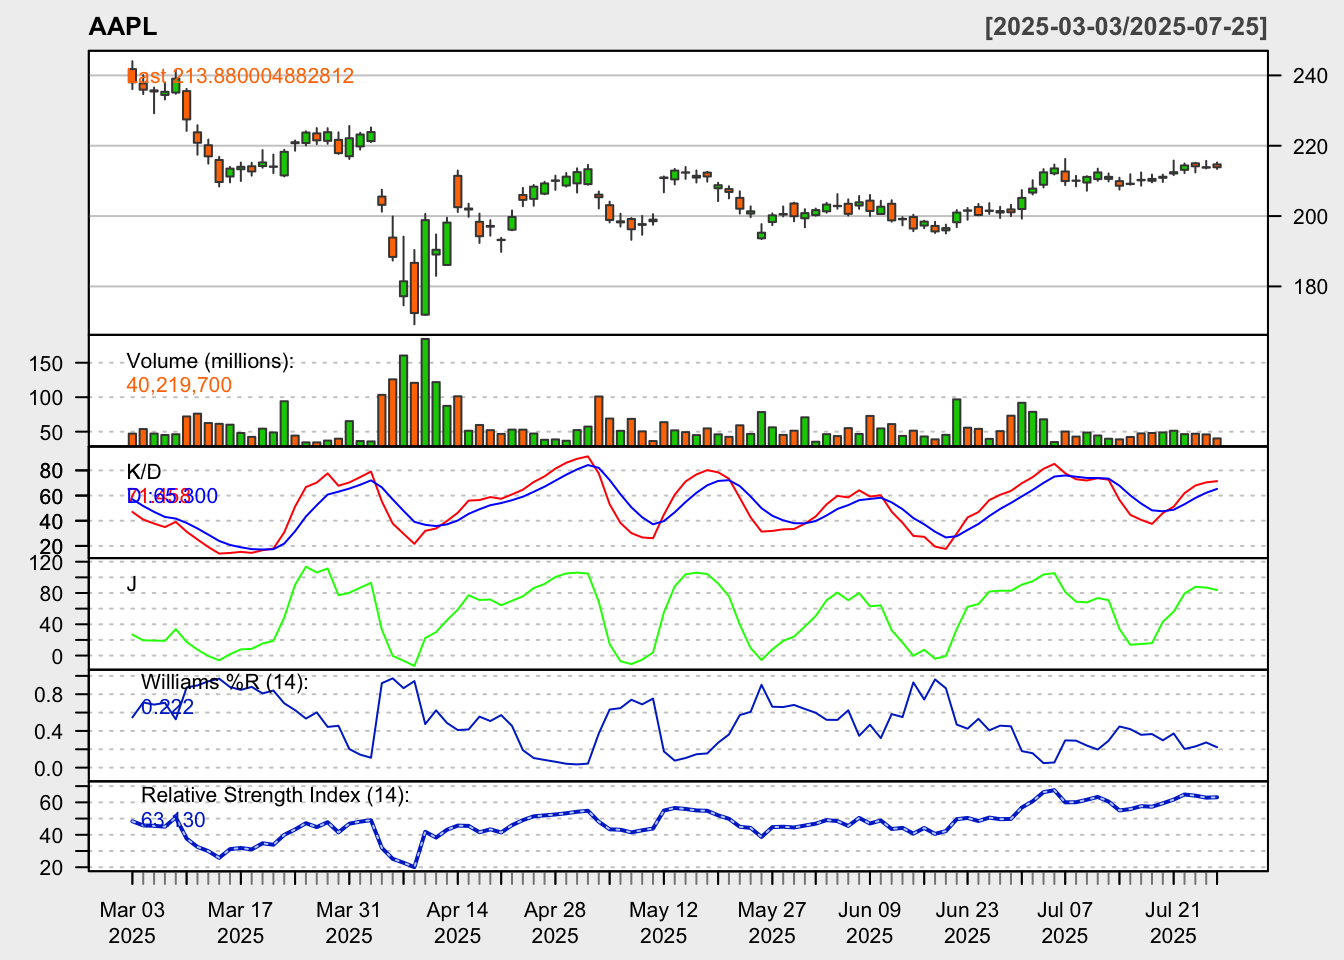 AAPL [2025-03-03/2025-07-25]
Last 213.880004882812
240
220
200
180
Volume (millions):
40,219,700
150
100
50
K/D
D: 65.300
80
60
40
20
J
120
80
40
0
Williams %R (14):
0.222
0.8
0.4
0.0
Relative Strength Index (14):
63.130
60
40
20
Mar 03 Mar 17 Mar 31 Apr 14 Apr 28 May 12 May 27 Jun 09 Jun 23 Jul 07 Jul 21
2025 2025 2025 2025 2025 2025 2025 2025 2025 2025 2025